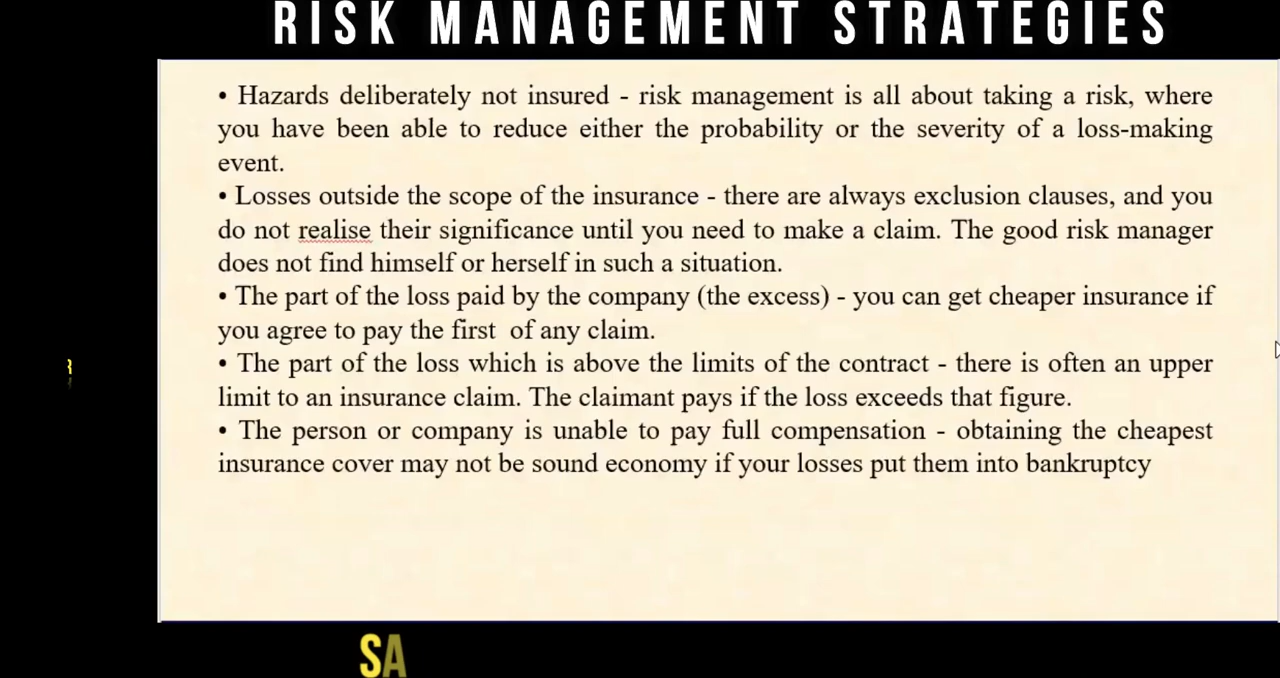 RISK MANAGEMENT STRATEGIES
• Hazards deliberately not insured - risk management is all about taking a risk, where
you have been able to reduce either the probability or the severity of a loss-making
event.
• Losses outside the scope of the insurance - there are always exclusion clauses, and you
do not realise their significance until you need to make a claim. The good risk manager
does not find himself or herself in such a situation.
• The part of the loss paid by the company (the excess) - you can get cheaper insurance if
you agree to pay the first  of any claim.
• The part of the loss which is above the limits of the contract - there is often an upper
limit to an insurance claim. The claimant pays if the loss exceeds that figure.
• The person or company is unable to pay full compensation - obtaining the cheapest
insurance cover may not be sound economy if your losses put them into bankruptcy
SA